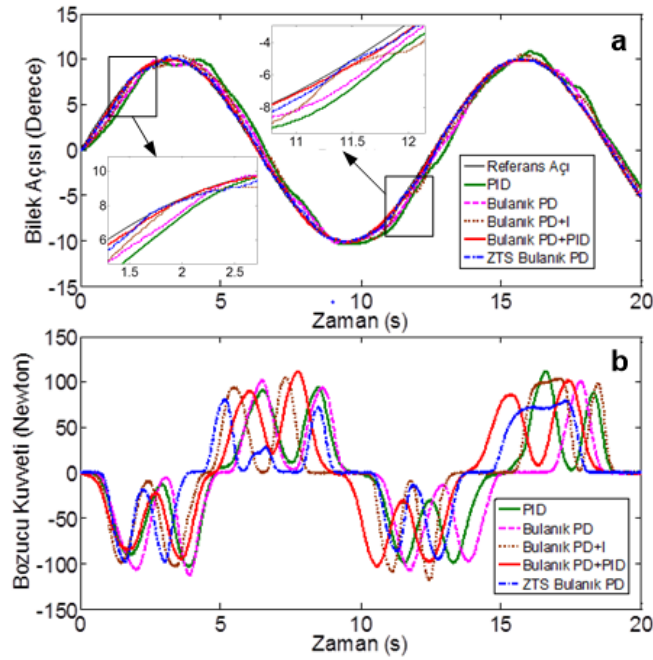 a
15
10
5
0
-5
-10
-15
Bilek Açısı (Derece)
-4
-6
-8
11
11.5
12
10
8
6
1.5
2
2.5
Referans Açı
PID
Bulanık PD
Bulanık PD+I
Bulanık PD+PID
ZTS Bulanık PD
0
5
10
15
20
Zaman (s)
b
150
100
50
0
-50
-100
-150
Bozucu Kuvveti (Newton)
PID
Bulanık PD
Bulanık PD+I
Bulanık PD+PID
ZTS Bulanık PD
0
5
10
15
20
Zaman (s)